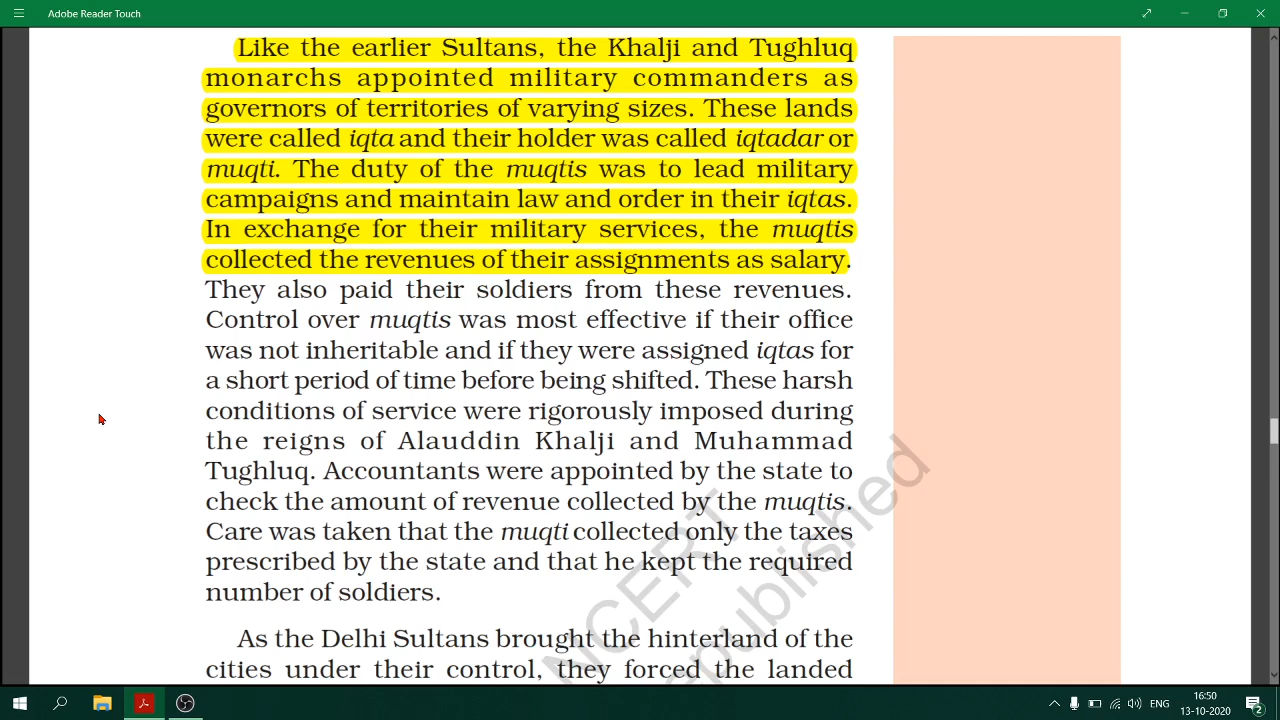 Adobe Reader Touch
Like the earlier Sultans, the Khalji and Tughluq
monarchs appointed military commanders as
governors of territories of varying sizes. These lands
were called iqta and their holder was called iqtadar or
muqti. The duty of the muqtis was to lead military
campaigns and maintain law and order in their iqtas.
In exchange for their military services, the muqtis
collected the revenues of their assignments as salary.
They also paid their soldiers from these revenues.
Control over muqtis was most effective if their office
was not inheritable and if they were assigned iqtas for
a short period of time before being shifted. These harsh
conditions of service were rigorously imposed during
the reigns of Alauddin Khalji and Muhammad
Tughluq. Accountants were appointed by the state to
check the amount of revenue collected by the muqtis.
Care was taken that the muqti collected only the taxes
prescribed by the state and that he kept the required
number of soldiers.
As the Delhi Sultans brought the hinterland of the
cities under their control, they forced the landed
NCERT
republished
ENG
16:50
13-10-2020
2